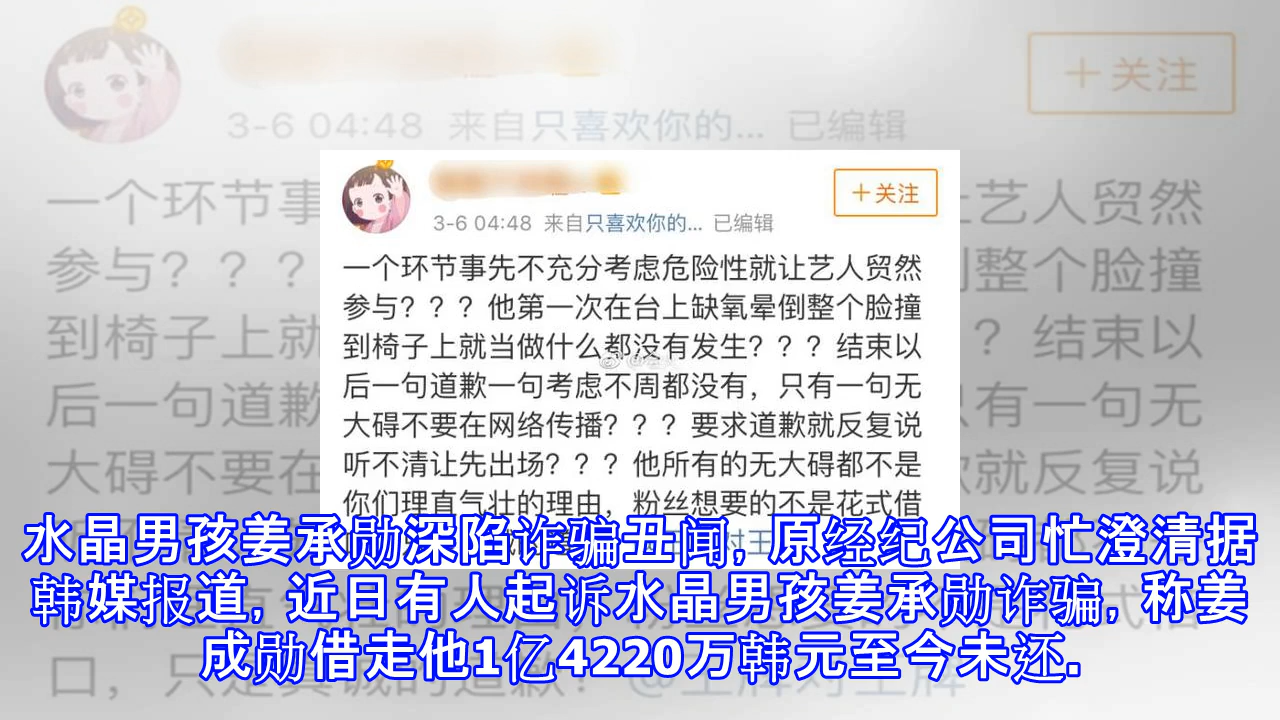 +关注
3-6 04:48 来自只喜欢你的... 已编辑
一个环节事先不充分考虑危险性就让艺人贸然
参与？？？他第一次在台上缺氧晕倒整个脸撞
到椅子上就当做什么都没有发生？？？结束以
后一句道歉一句考虑不周都没有，只有一句无
大碍不要在网络传播？？？要求道歉就反复说
听不清让先出场？？？他所有的无大碍都不是
你们理直气壮的理由，粉丝想要的不是花式借
水晶男孩姜承勋深陷诈骗丑闻, 原经纪公司忙澄清据
韩媒报道, 近日有人起诉水晶男孩姜承勋诈骗, 称姜
成勋借走他1亿4220万韩元至今未还.